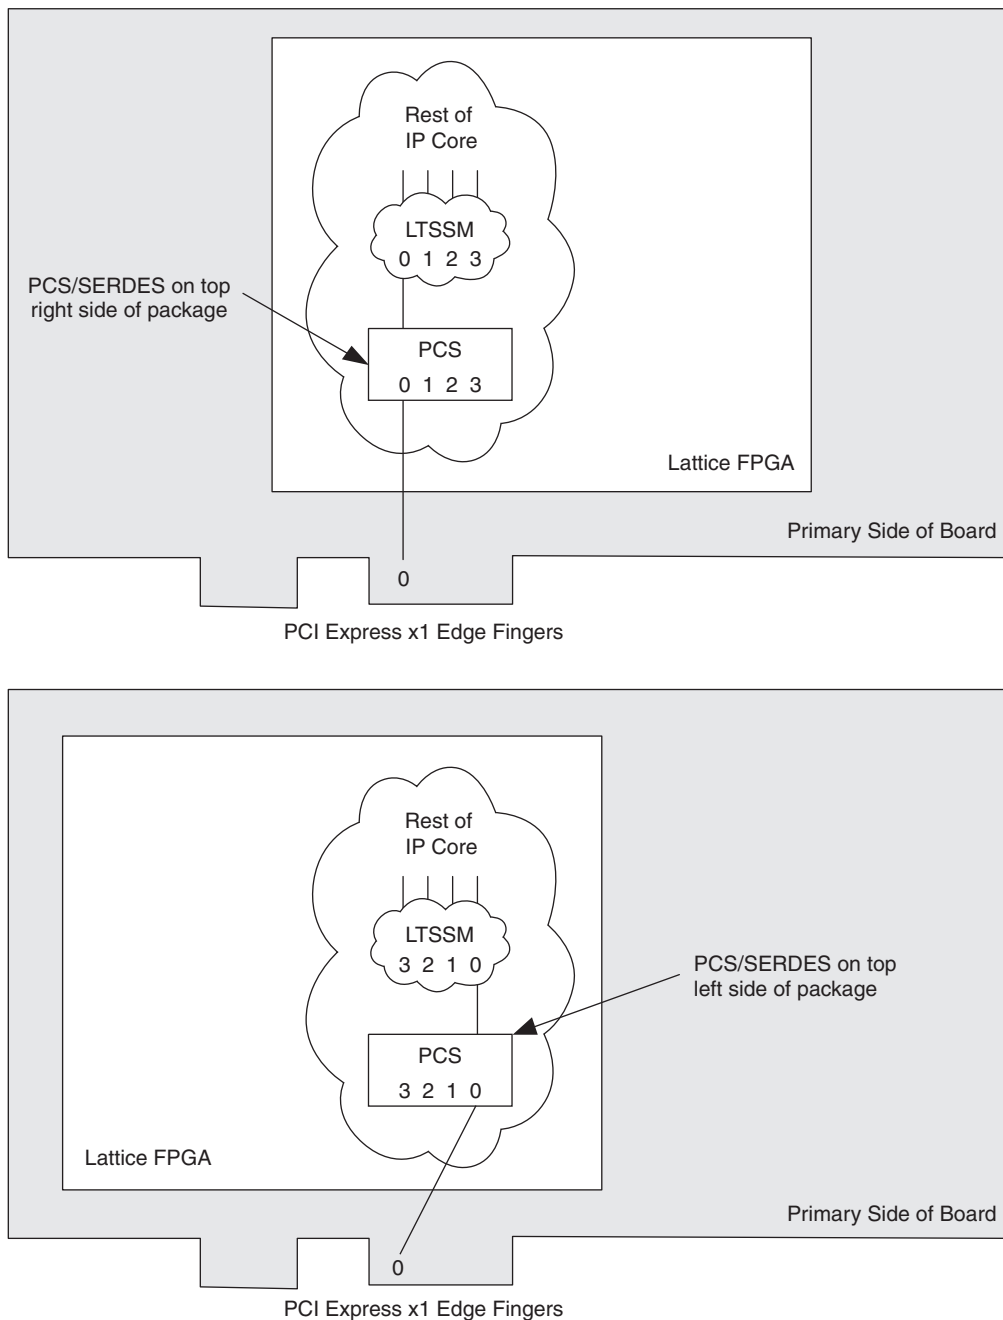 Rest of
IP Core
LTSSM
0 1 2 3
PCS/SERDES on top
right side of package
PCS
0 1 2 3
Lattice FPGA
Primary Side of Board
0
PCI Express x1 Edge Fingers
Rest of
IP Core
LTSSM
3 2 1 0
PCS/SERDES on top
left side of package
PCS
3 2 1 0
Lattice FPGA
Primary Side of Board
0
PCI Express x1 Edge Fingers